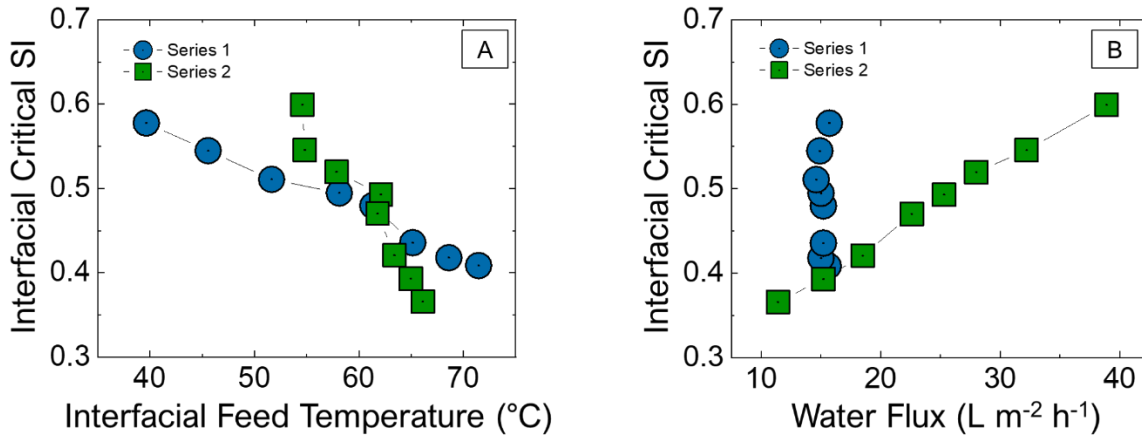 0.7
0.6
0.5
0.4
0.3
Interfacial Critical SI
Series 1
Series 2
A
40
50
60
70
Interfacial Feed Temperature (°C)
0.7
0.6
0.5
0.4
0.3
Interfacial Critical SI
Series 1
Series 2
B
10
20
30
40
Water Flux (L m⁻² h⁻¹)